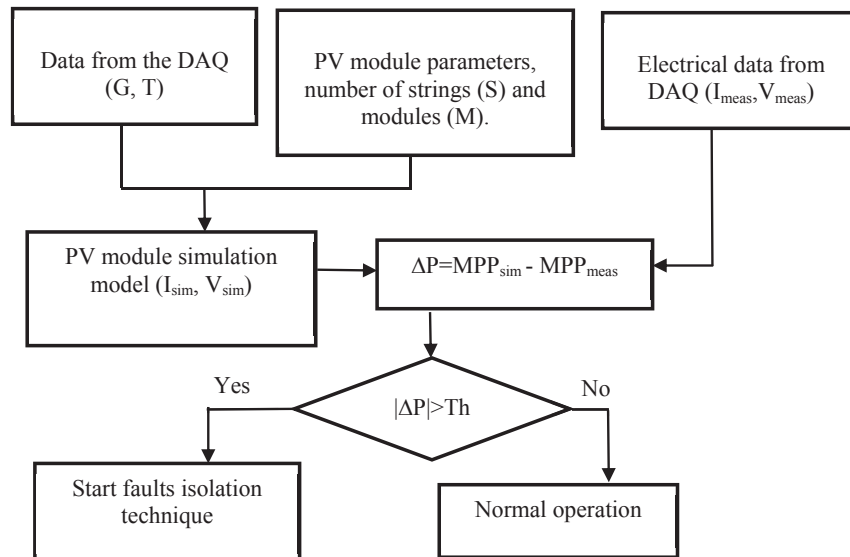 Data from the DAQ
(G, T)
PV module parameters,
number of strings (S) and
modules (M).
Electrical data from
DAQ (Imeas,Vmeas)
PV module simulation
model (Isim, Vsim)
ΔP=MPPsim - MPPmeas
|ΔP|>Th
Yes
No
Start faults isolation
technique
Normal operation